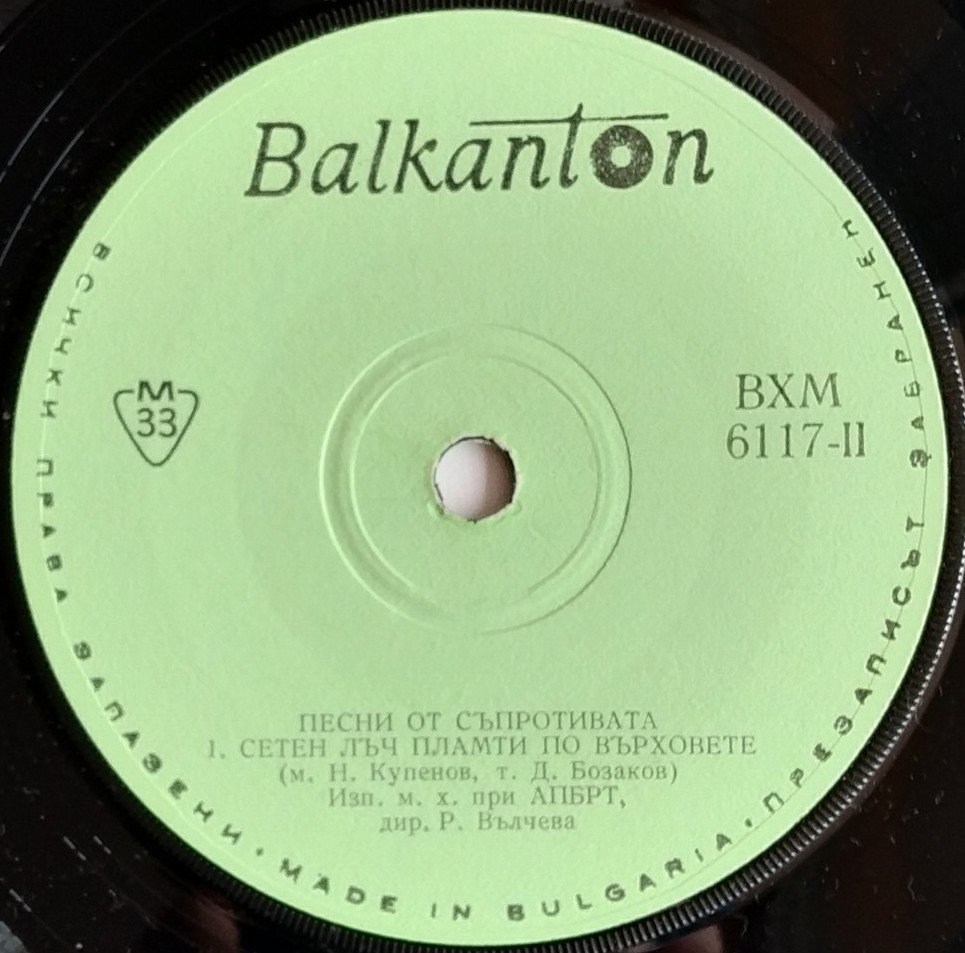 Balkanton
М
33
ВХМ
6117-II
ПЕСНИ ОТ СЪПРОТИВАТА
1. СЕТЕН ЛЪЧ ПЛАМТИ ПО ВЪРХОВЕТЕ
(м. Н. Купенов, т. Д. Бозаков)
Изп. м. х. при АПБРТ,
дир. Р. Вълчева
ВСИЧКИ ПРАВА ЗАПАЗЕНИ · MADE IN BULGARIA · ПРЕЗАПИСЪТ ЗАБРАНЕН